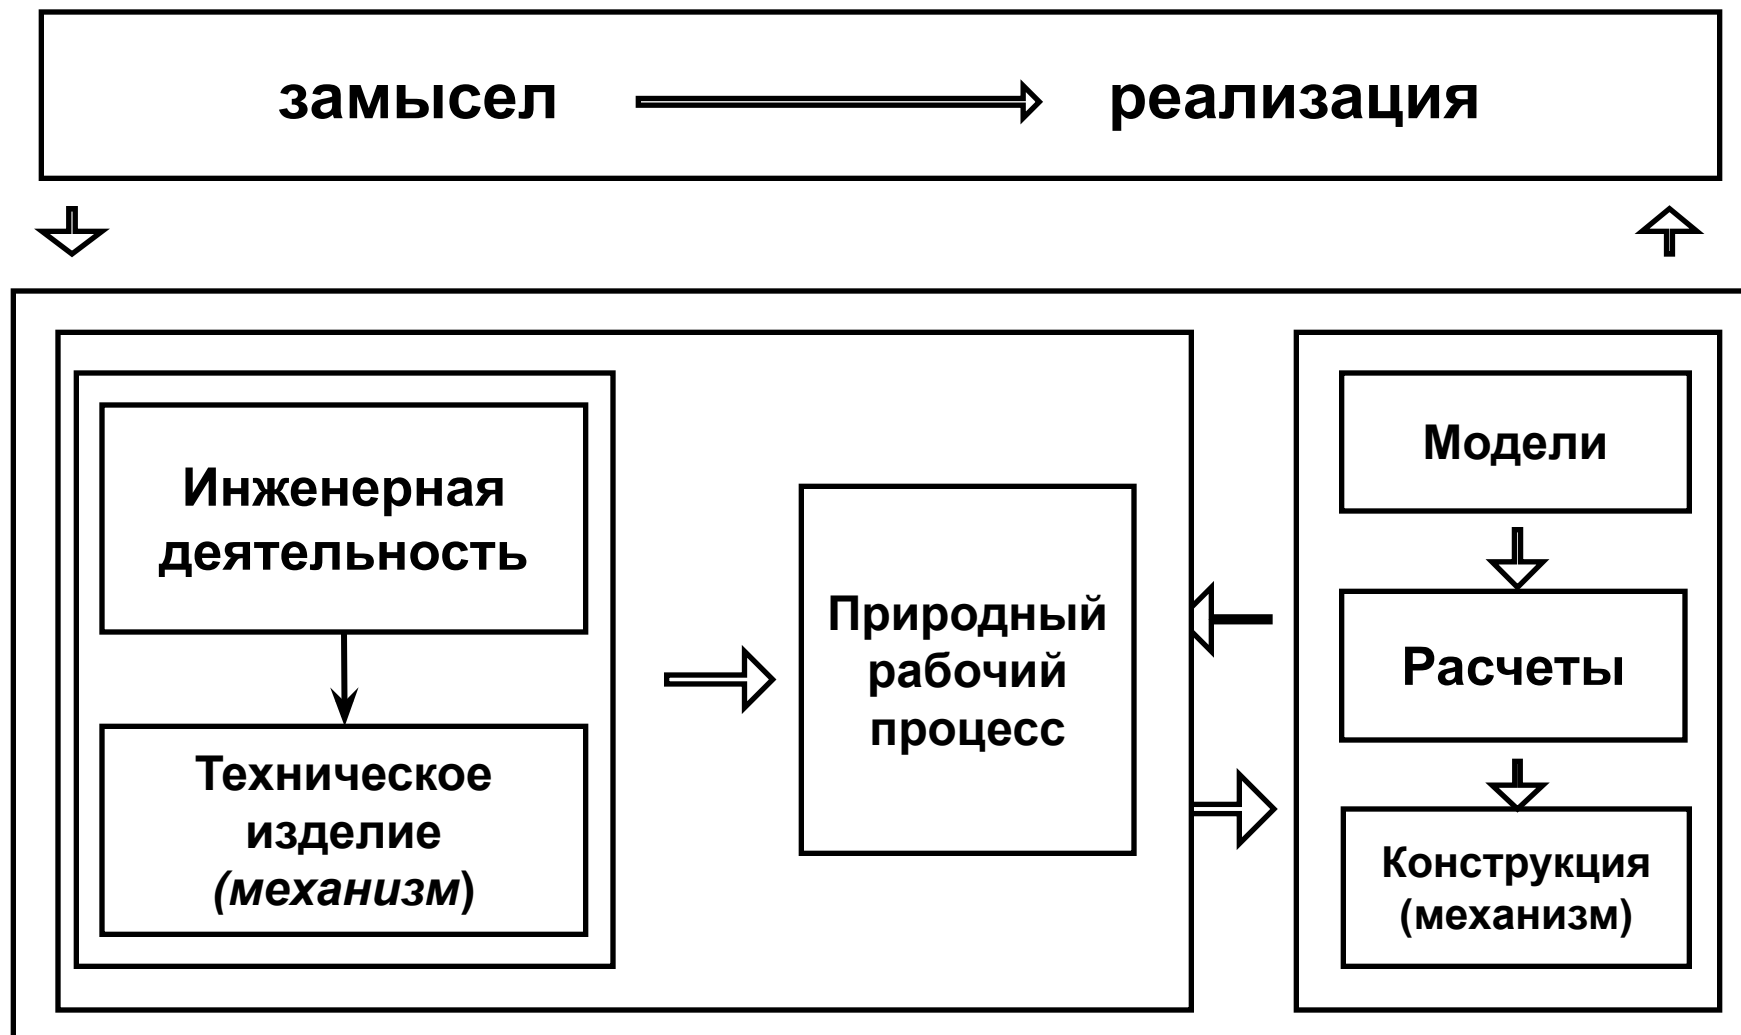 замысел реализация
Инженерная
деятельность
Техническое
изделие
(механизм)
Природный
рабочий
процесс
Модели
Расчеты
Конструкция
(механизм)